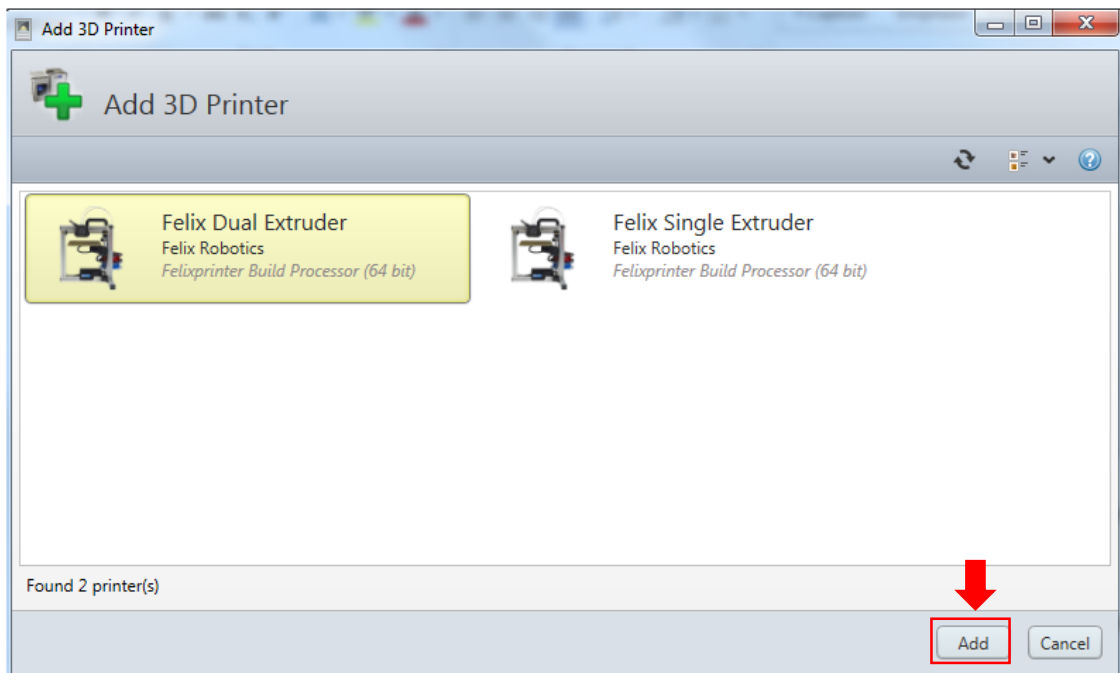 Add 3D Printer
Add 3D Printer
Felix Dual Extruder
Felix Robotics
Felixprinter Build Processor (64 bit)
Felix Single Extruder
Felix Robotics
Felixprinter Build Processor (64 bit)
Found 2 printer(s)
Add
Cancel